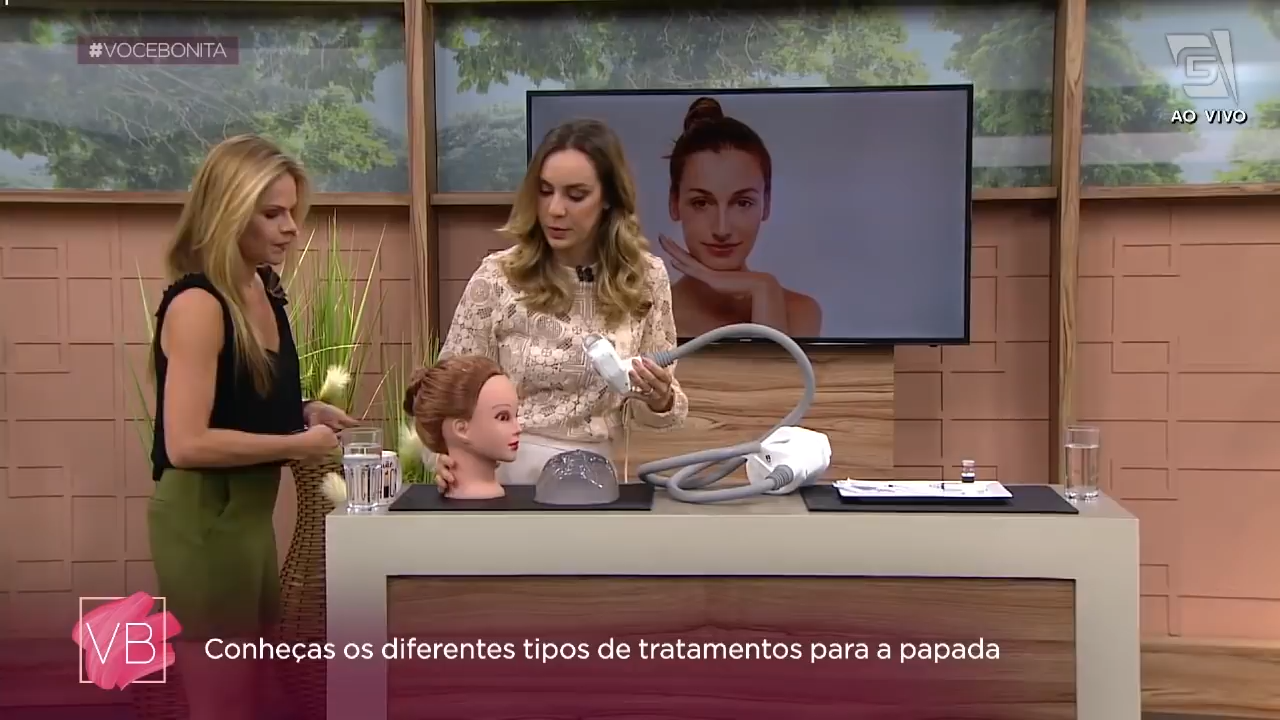 #VOCEBONITA
G
AO VIVO
VB
Conheças os diferentes tipos de tratamentos para a papada